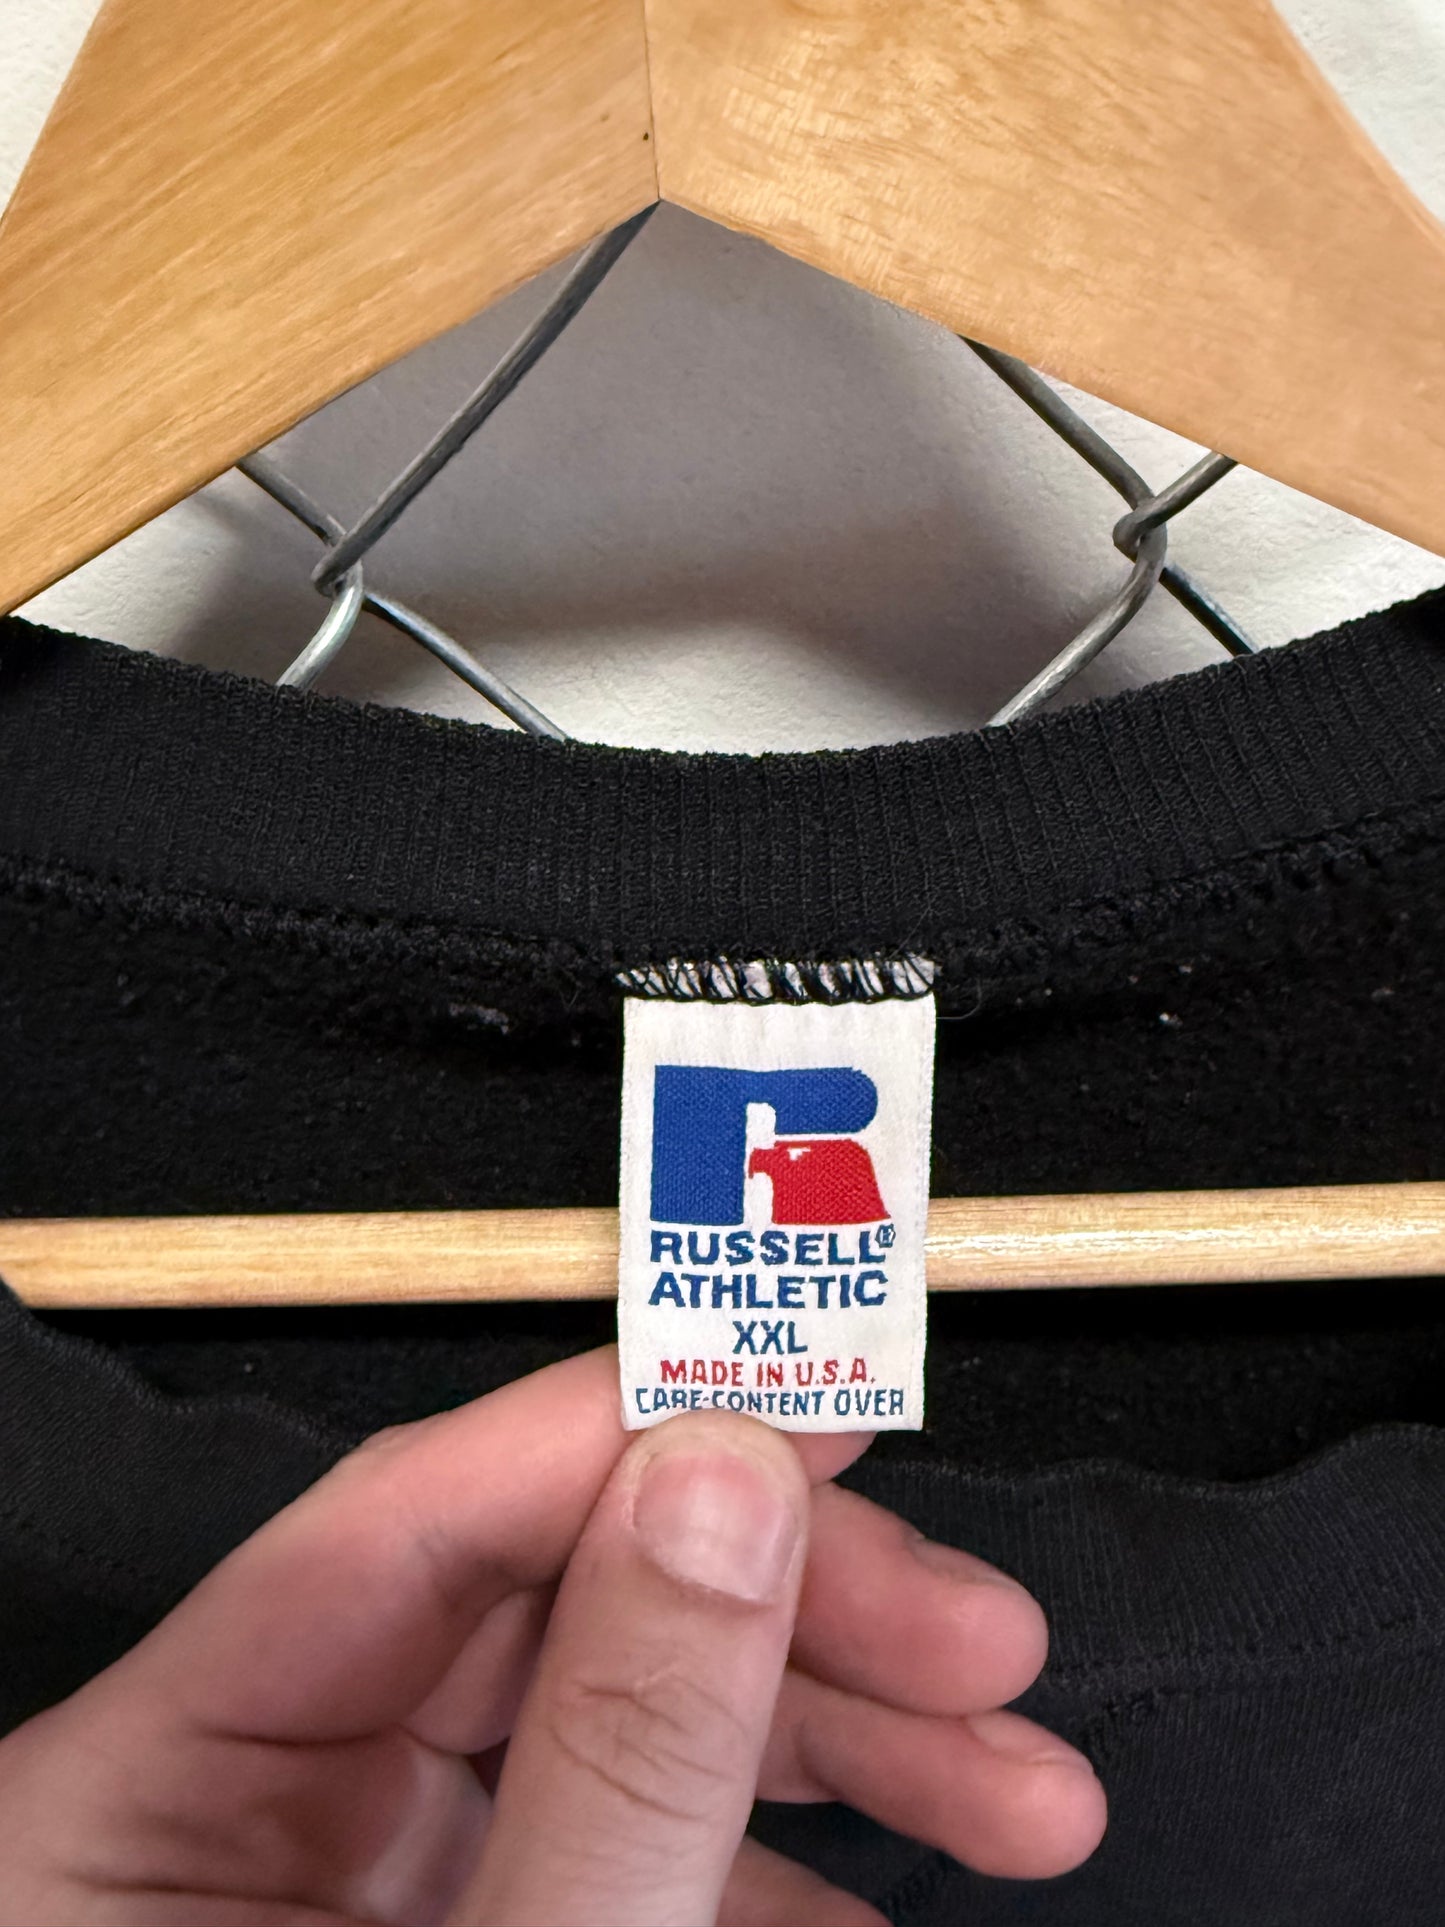 RUSSELL®
ATHLETIC
XXL
MADE IN U.S.A.
CARE-CONTENT OVER